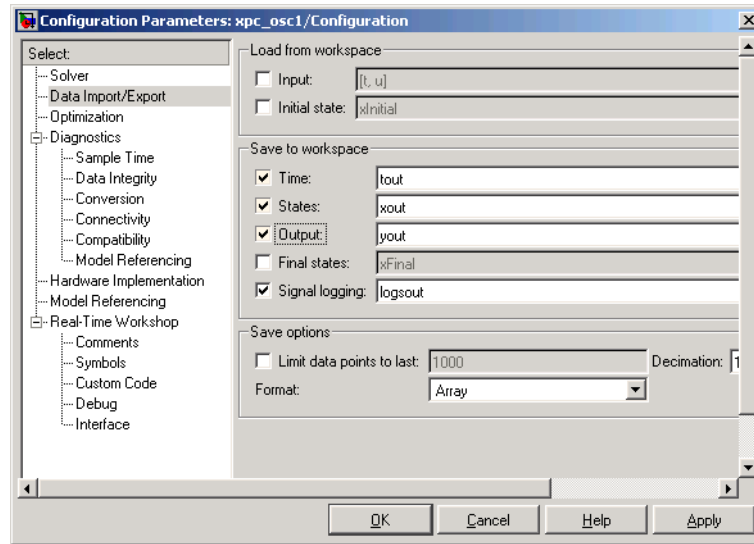 Configuration Parameters: xpc_osc1/Configuration
Select:
Solver
Data Import/Export
Optimization
Diagnostics
Sample Time
Data Integrity
Conversion
Connectivity
Compatibility
Model Referencing
Hardware Implementation
Model Referencing
Real-Time Workshop
Comments
Symbols
Custom Code
Debug
Interface
Load from workspace
Input: [t, u]
Initial state: xInitial
Save to workspace
Time: tout
States: xout
Output: yout
Final states: xFinal
Signal logging: logsout
Save options
Limit data points to last: 1000 Decimation: 1
Format: Array
OK Cancel Help Apply